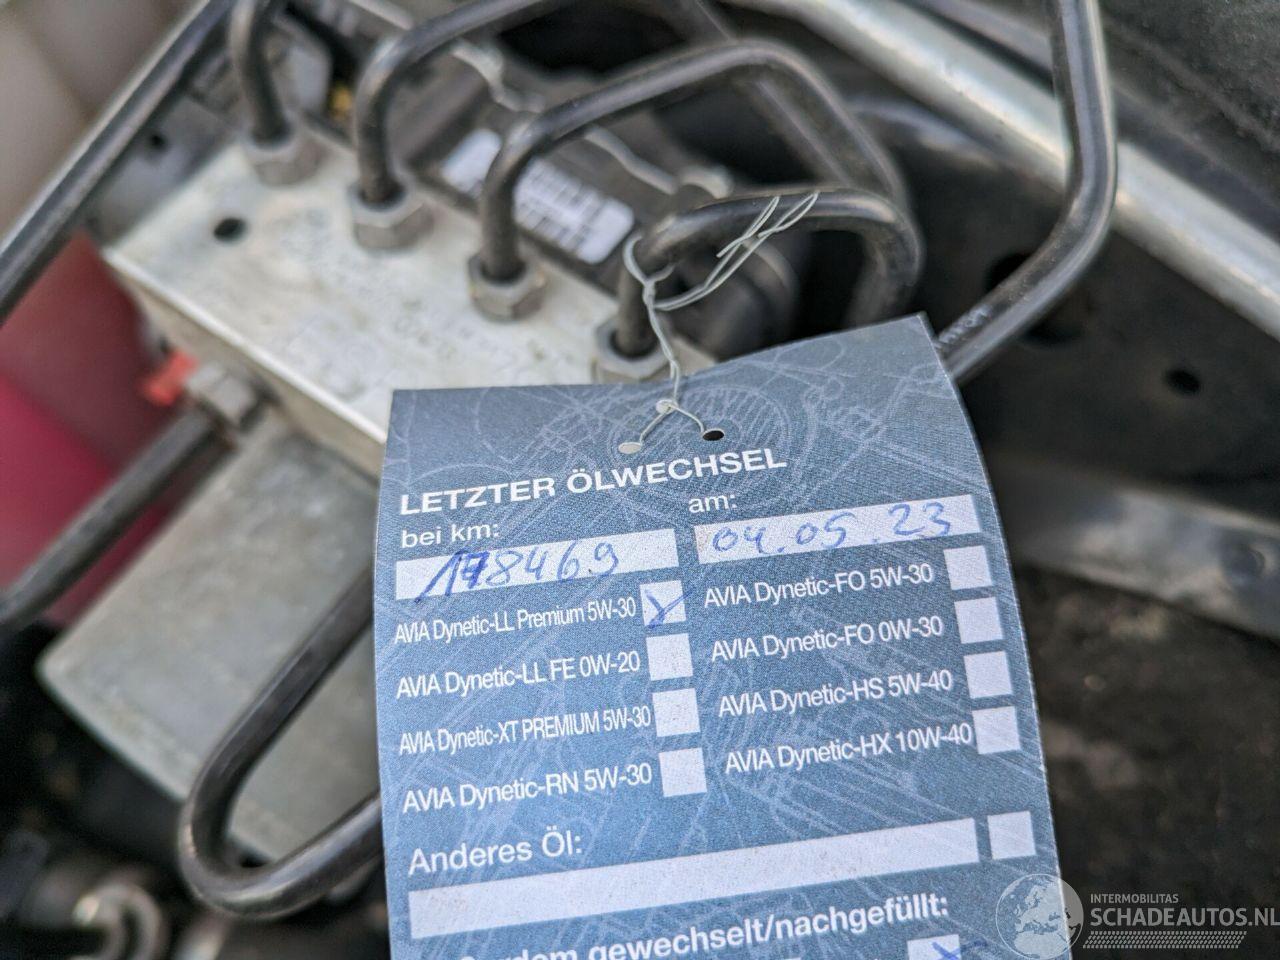 LETZTER ÖLWECHSEL
bei km: am:
178469 04.05.23
AVIA Dynetic-LL Premium 5W-30 x AVIA Dynetic-FO 5W-30
AVIA Dynetic-LL FE 0W-20 AVIA Dynetic-FO 0W-30
AVIA Dynetic-XT PREMIUM 5W-30 AVIA Dynetic-HS 5W-40
AVIA Dynetic-RN 5W-30 AVIA Dynetic-HX 10W-40
Anderes Öl:
gewechselt/nachgefüllt:
x
INTERMOBILITAS
SCHADEAUTOS.NL